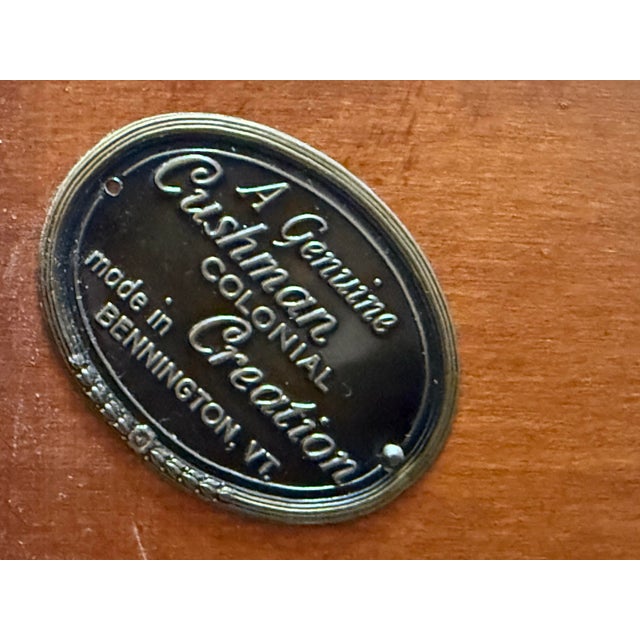 A Genuine
Cushman
COLONIAL
Creation
made in
BENNINGTON, VT.